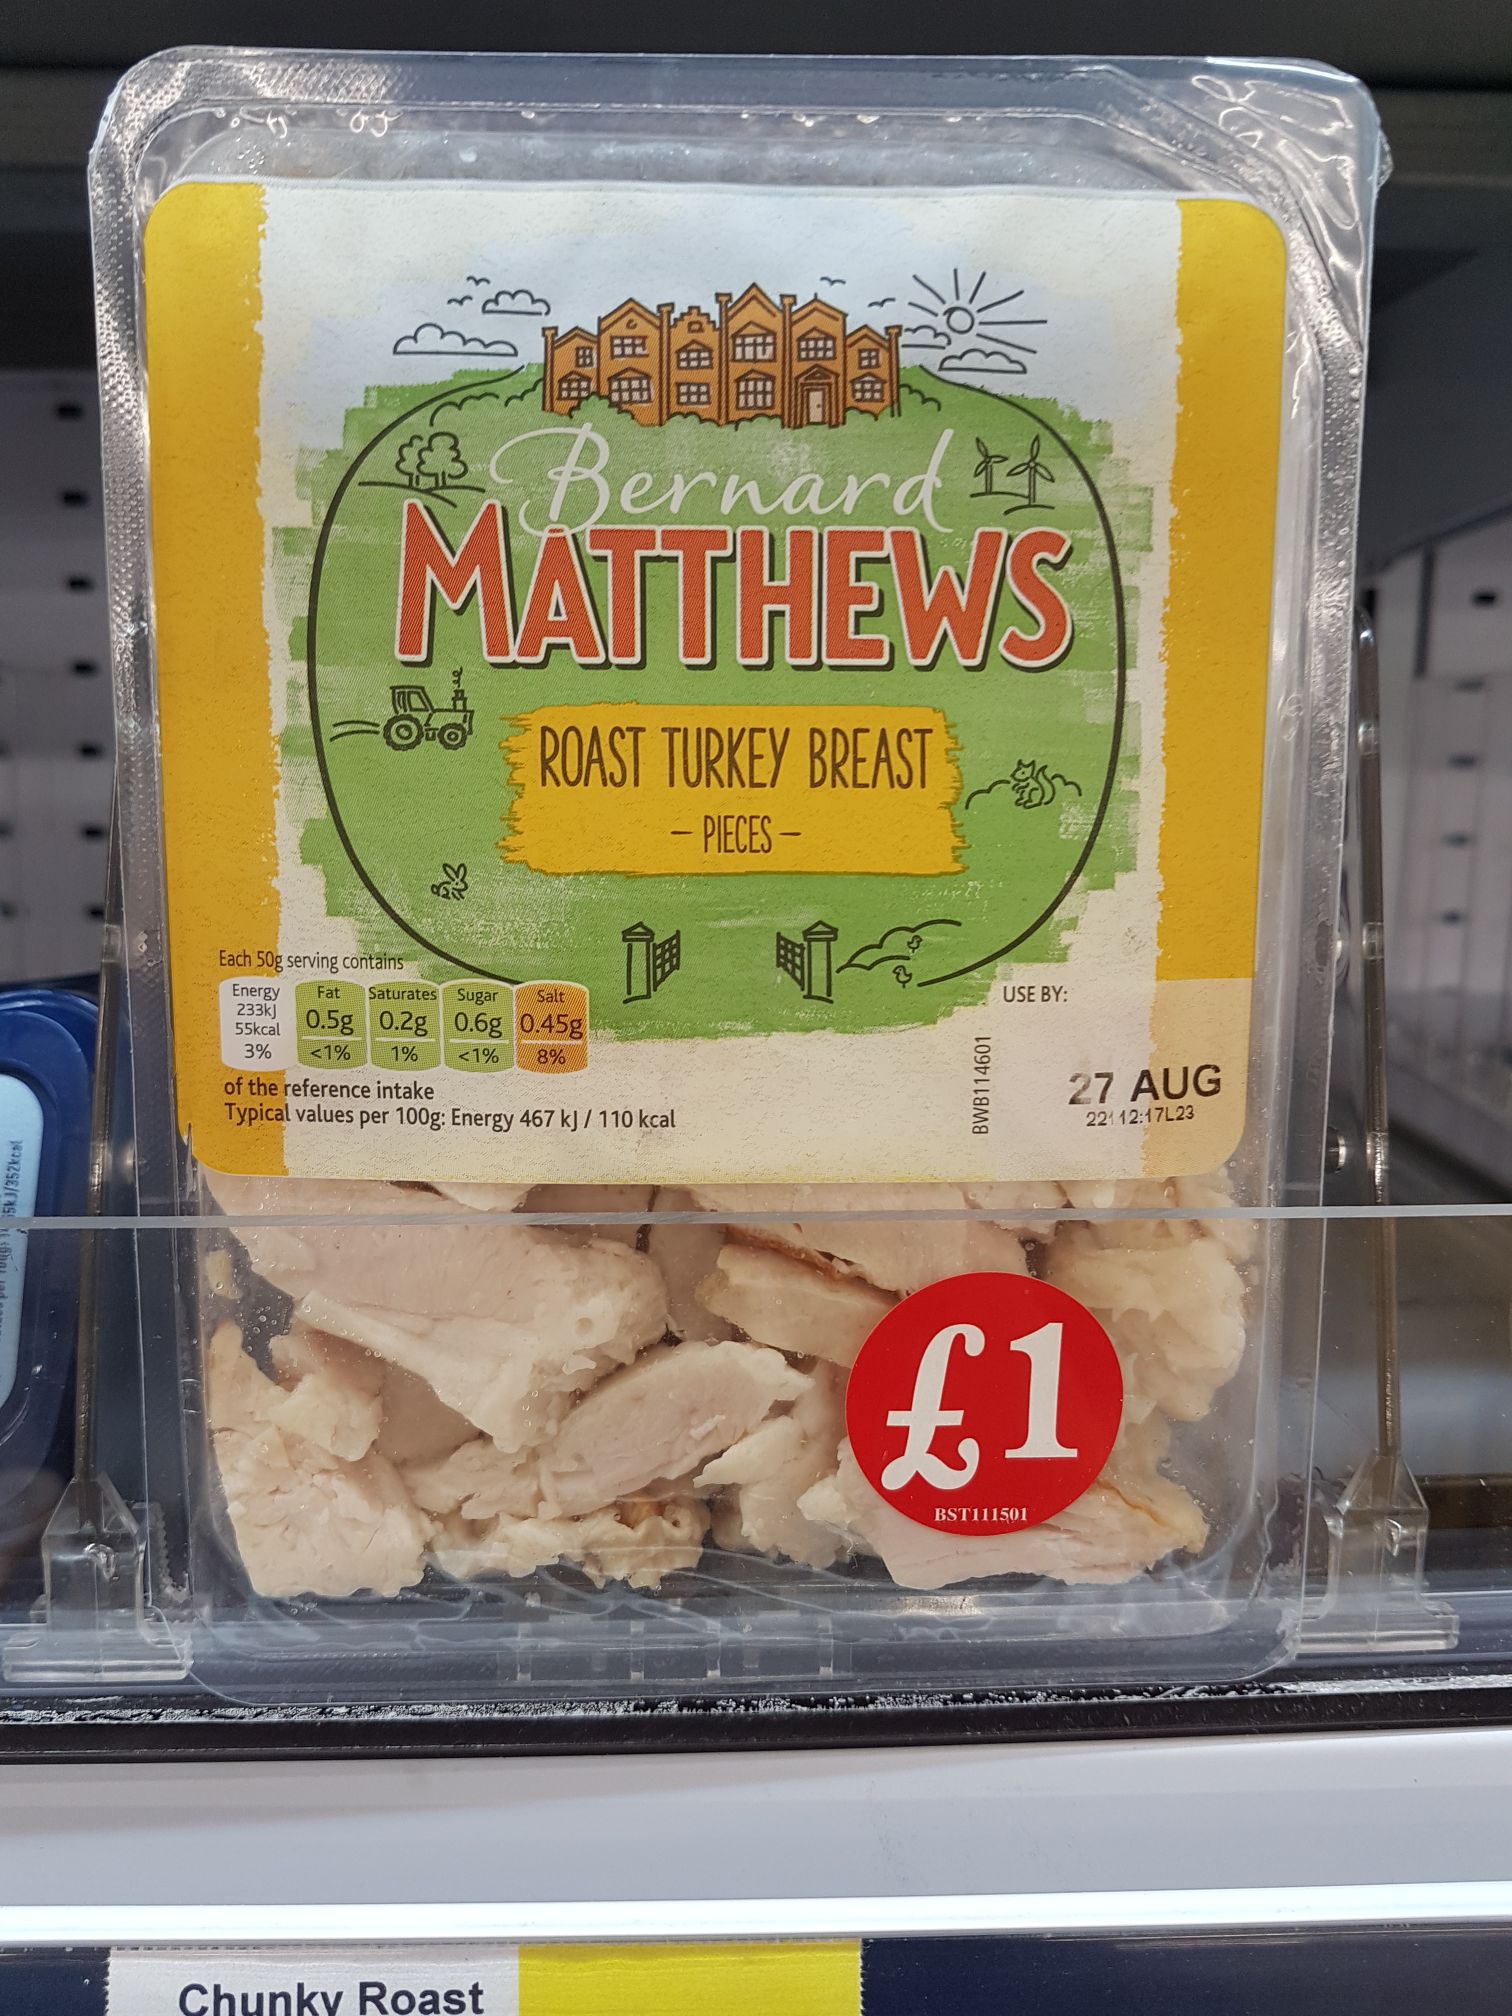 Bernard
MATTHEWS
ROAST TURKEY BREAST
- PIECES -
Each 50g serving contains
Energy
233kJ
55kcal
3%
Fat
0.5g
<1%
Saturates
0.2g
1%
Sugar
0.6g
<1%
Salt
0.45g
8%
of the reference intake
Typical values per 100g: Energy 467 kJ / 110 kcal
BWB114601
USE BY:
27 AUG
221 12:17L23
£1
BST111501
Chunky Roast